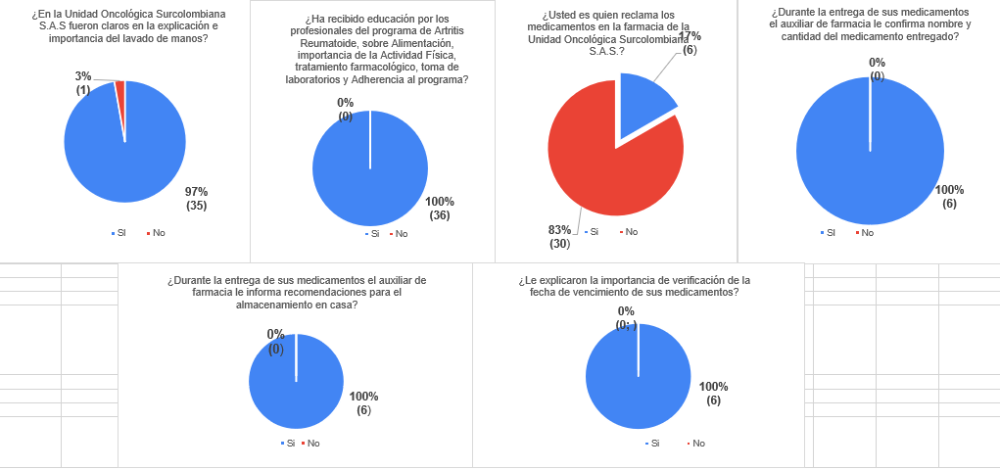 ¿En la Unidad Oncológica Surcolombiana
S.A.S fueron claros en la explicación e
importancia del lavado de manos?
3%
(1)
97%
(35)
SI No
¿Ha recibido educación por los
profesionales del programa de Artritis
Reumatoide, sobre Alimentación,
importancia de la Actividad Física,
tratamiento farmacológico, toma de
laboratorios y Adherencia al programa?
0%
(0)
100%
(36)
Si No
¿Usted es quien reclama los
medicamentos en la farmacia de la
Unidad Oncológica Surcolombiana
S.A.S.?
17%
(6)
83%
(30)
Si No
¿Durante la entrega de sus medicamentos
el auxiliar de farmacia le confirma nombre y
cantidad del medicamento entregado?
0%
(0)
100%
(6)
SI No
¿Durante la entrega de sus medicamentos el auxiliar de
farmacia le informa recomendaciones para el
almacenamiento en casa?
0%
(0)
100%
(6)
Si No
¿Le explicaron la importancia de verificación de la
fecha de vencimiento de sus medicamentos?
0%
(0; )
100%
(6)
Si No